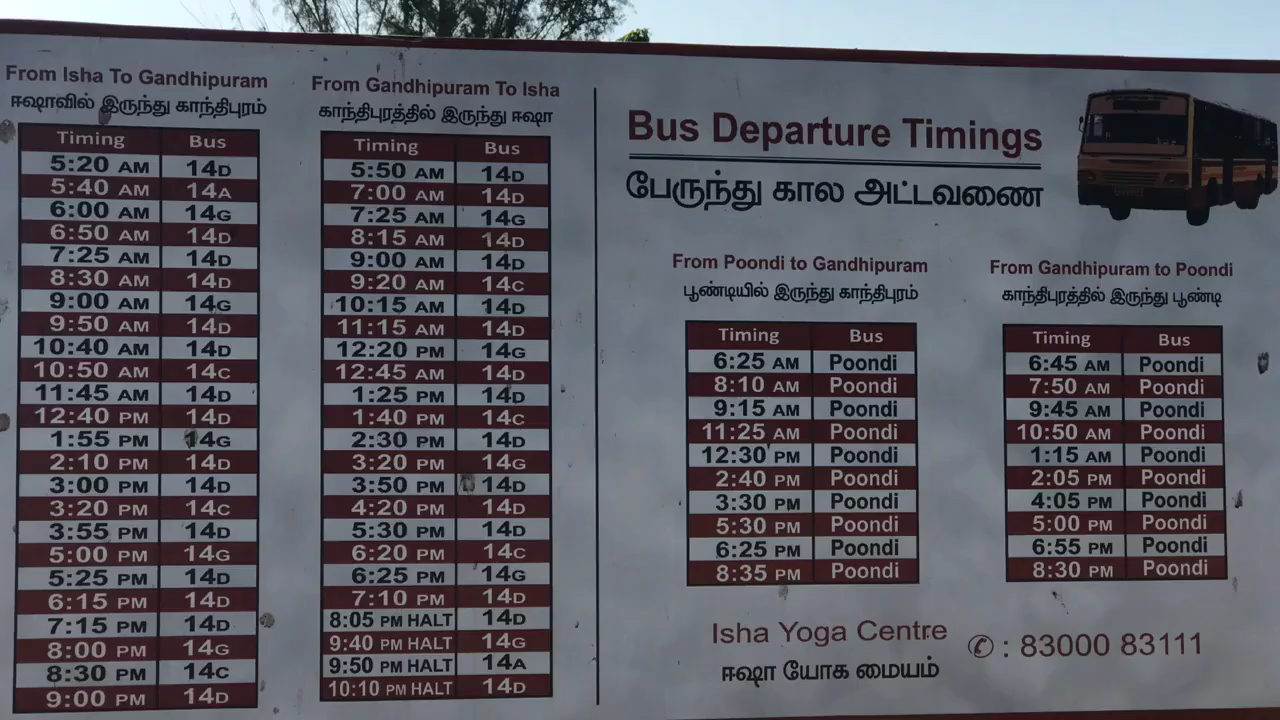 From Isha To Gandhipuram
ஈஷாவில் இருந்து காந்திபுரம்
Timing Bus
5:20 AM 14D
5:40 AM 14A
6:00 AM 14G
6:50 AM 14D
7:25 AM 14D
8:30 AM 14D
9:00 AM 14G
9:50 AM 14D
10:40 AM 14D
10:50 AM 14C
11:45 AM 14D
12:40 PM 14D
1:55 PM 14G
2:10 PM 14D
3:00 PM 14D
3:20 PM 14C
3:55 PM 14D
5:00 PM 14G
5:25 PM 14D
6:15 PM 14D
7:15 PM 14D
8:00 PM 14G
8:30 PM 14C
9:00 PM 14D
From Gandhipuram To Isha
காந்திபுரத்தில் இருந்து ஈஷா
Timing Bus
5:50 AM 14D
7:00 AM 14D
7:25 AM 14G
8:15 AM 14D
9:00 AM 14D
9:20 AM 14C
10:15 AM 14D
11:15 AM 14D
12:20 PM 14G
12:45 PM 14D
1:25 PM 14D
1:40 PM 14C
2:30 PM 14D
3:20 PM 14G
3:50 PM 14D
4:20 PM 14D
5:30 PM 14D
6:20 PM 14C
6:25 PM 14G
7:10 PM 14D
8:05 PM HALT 14D
9:40 PM HALT 14G
9:50 PM HALT 14A
10:10 PM HALT 14D
Bus Departure Timings
பேருந்து கால அட்டவணை
From Poondi to Gandhipuram
பூண்டியில் இருந்து காந்திபுரம்
Timing Bus
6:25 AM Poondi
8:10 AM Poondi
9:15 AM Poondi
11:25 AM Poondi
12:30 PM Poondi
2:40 PM Poondi
3:30 PM Poondi
5:30 PM Poondi
6:25 PM Poondi
8:35 PM Poondi
From Gandhipuram to Poondi
காந்திபுரத்தில் இருந்து பூண்டி
Timing Bus
6:45 AM Poondi
7:50 AM Poondi
9:45 AM Poondi
10:50 AM Poondi
1:15 AM Poondi
2:05 PM Poondi
4:05 PM Poondi
5:00 PM Poondi
6:55 PM Poondi
8:30 PM Poondi
Isha Yoga Centre
ஈஷா யோக மையம்
✆ : 83000 83111